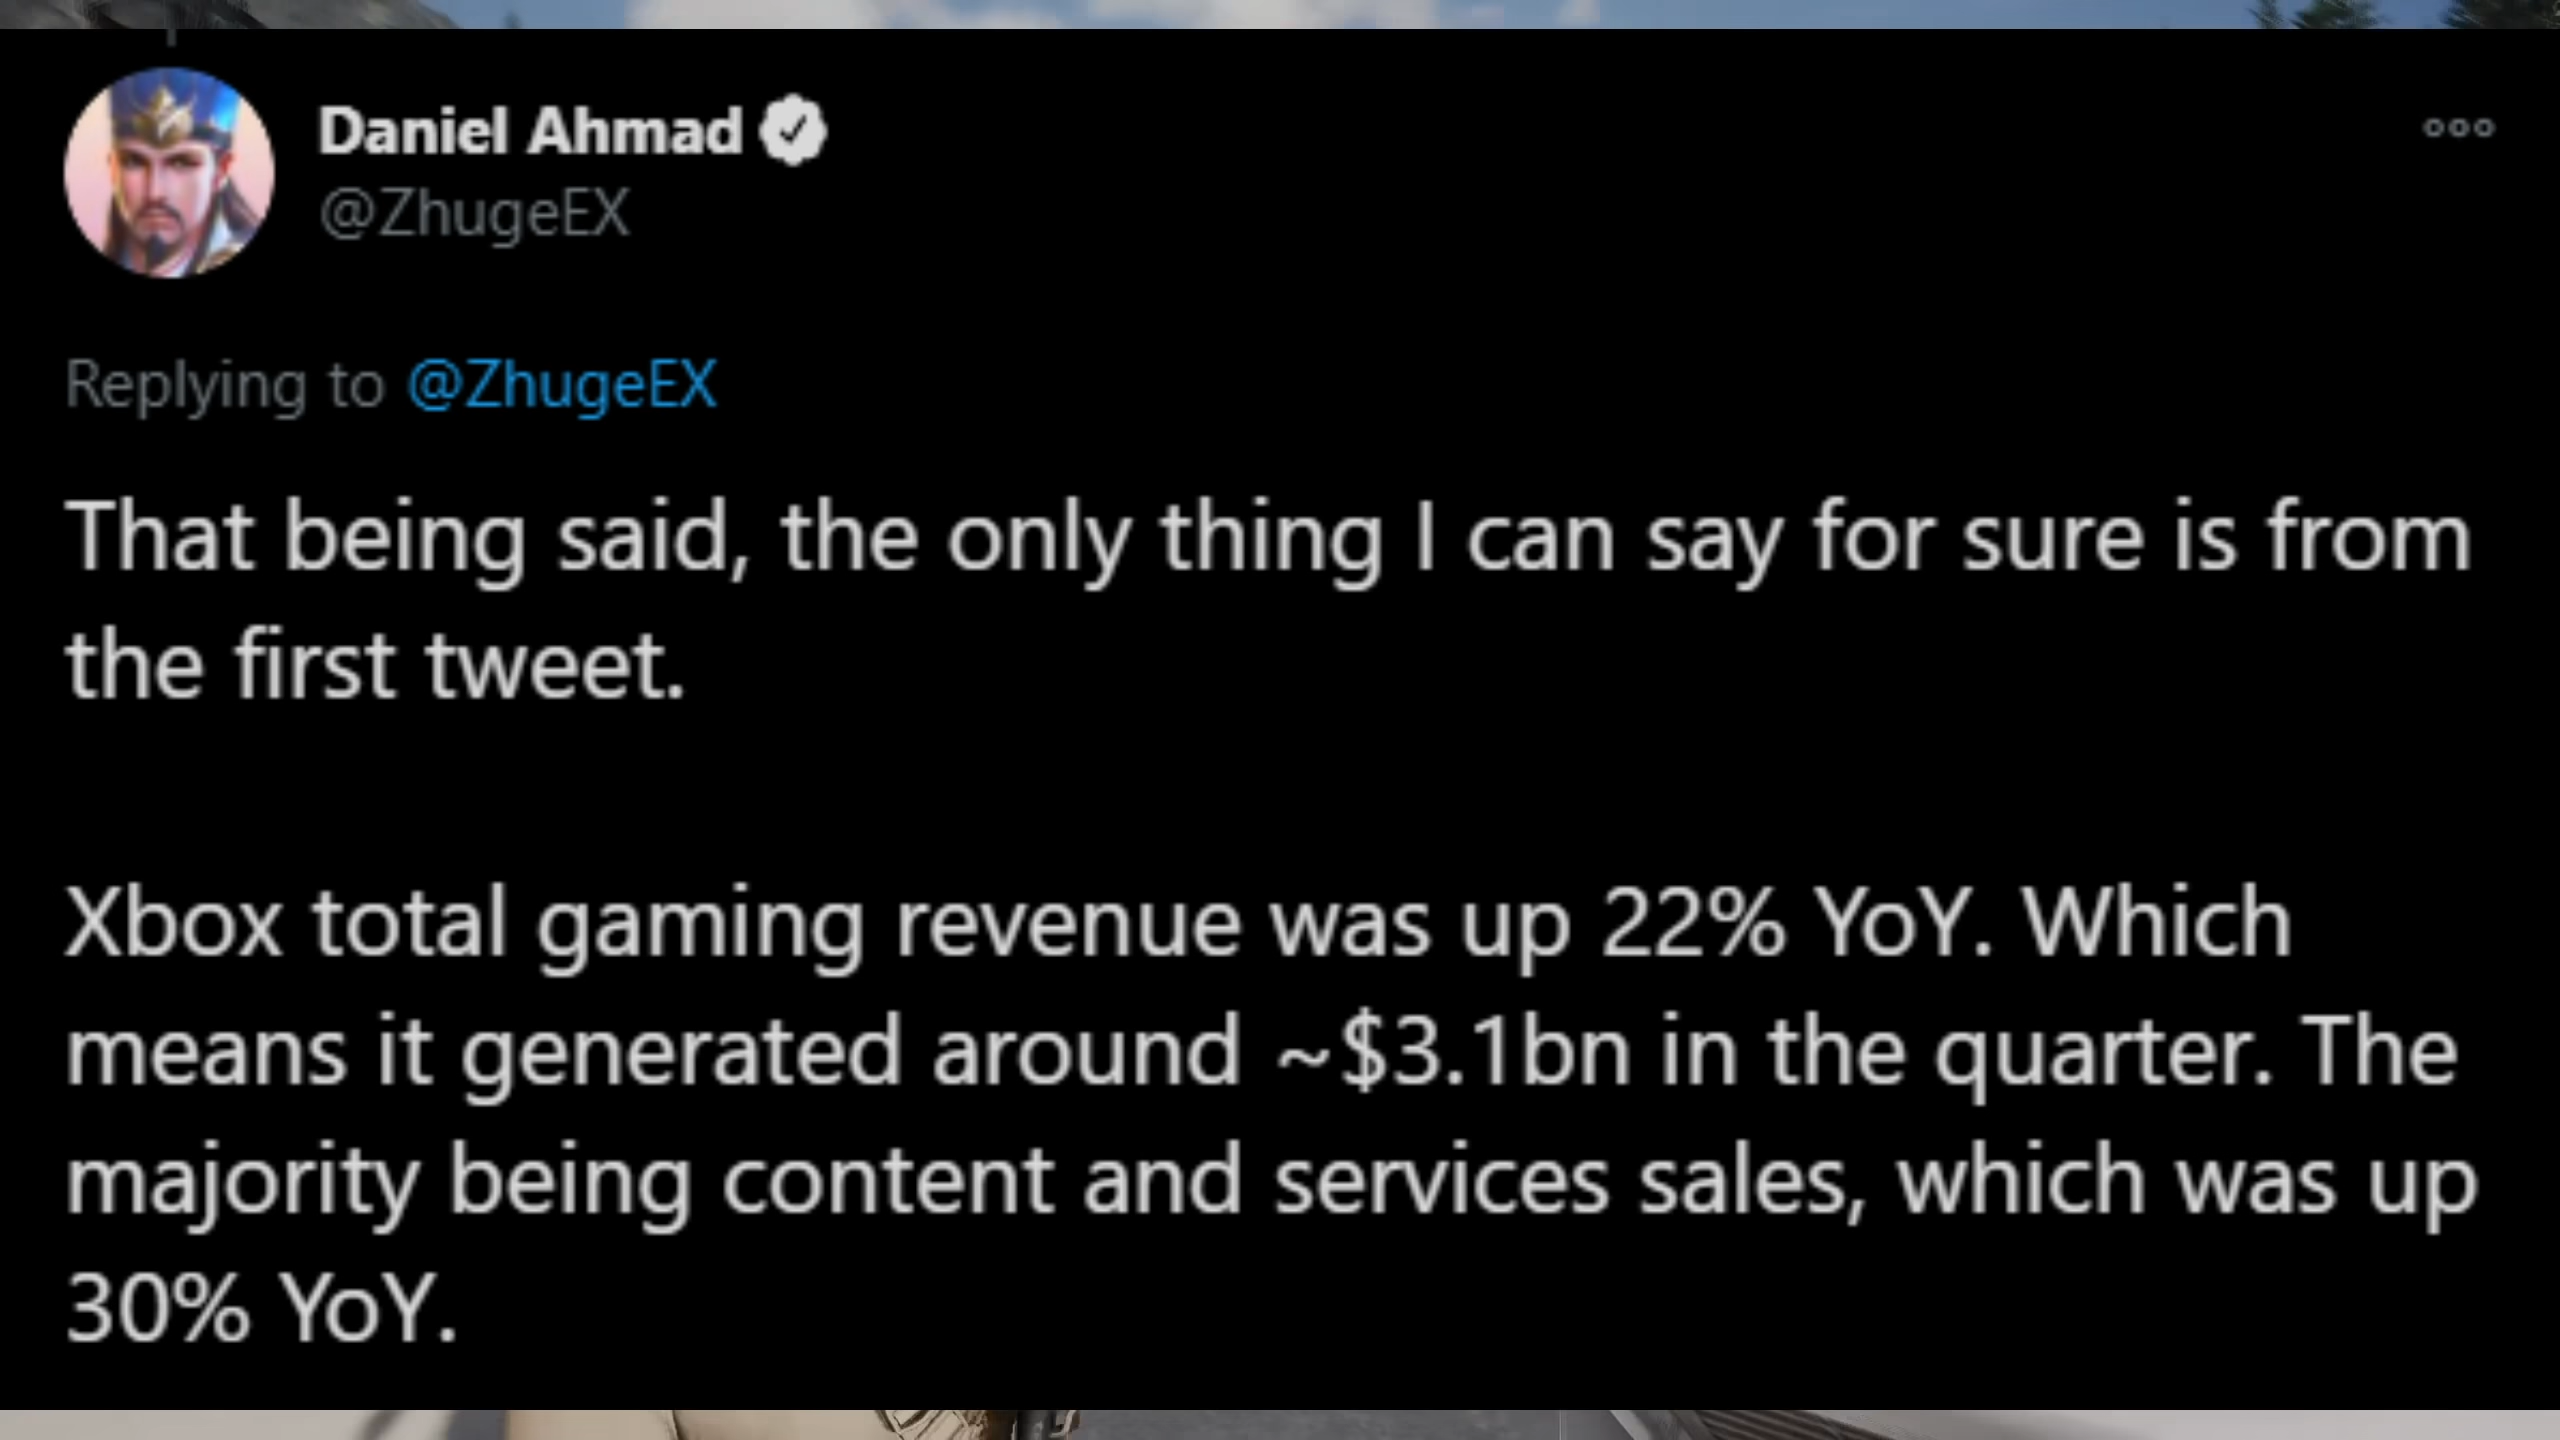 Daniel Ahmad
@ZhugeEX
Replying to @ZhugeEX
That being said, the only thing I can say for sure is from
the first tweet.
Xbox total gaming revenue was up 22% YoY. Which
means it generated around ~$3.1bn in the quarter. The
majority being content and services sales, which was up
30% YoY.